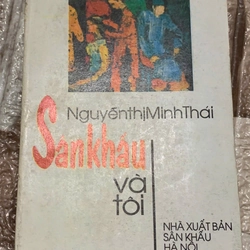 NguyễnthịMinhThái
Sân khấu
và
tôi
NHÀ XUẤT BẢN
SÂN KHẤU
HÀ NỘI